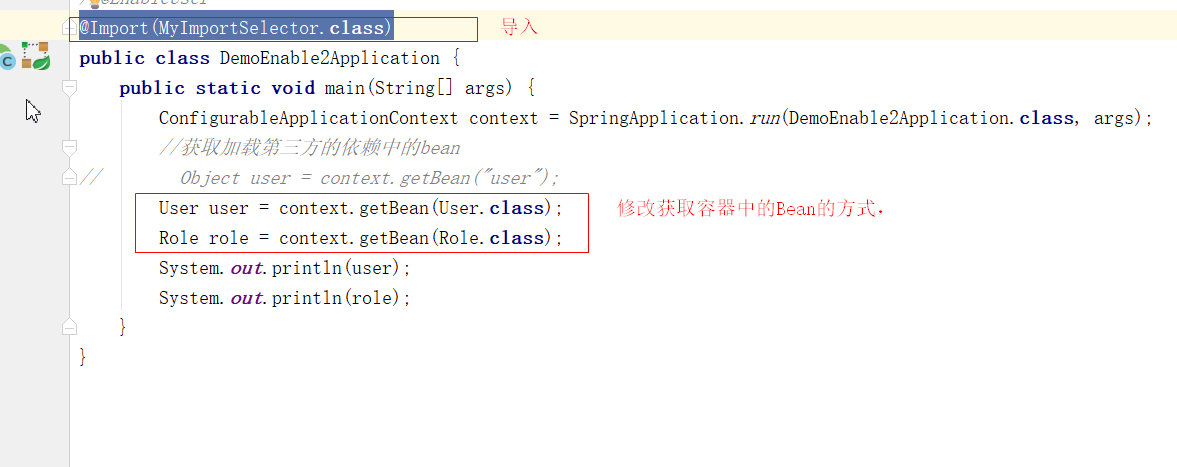 //@EnableUser
@Import(MyImportSelector.class) 导入
public class DemoEnable2Application {
public static void main(String[] args) {
ConfigurableApplicationContext context = SpringApplication.run(DemoEnable2Application.class, args);
//获取加载第三方的依赖中的bean
// Object user = context.getBean("user");
User user = context.getBean(User.class); 修改获取容器中的Bean的方式，
Role role = context.getBean(Role.class);
System.out.println(user);
System.out.println(role);
}
}